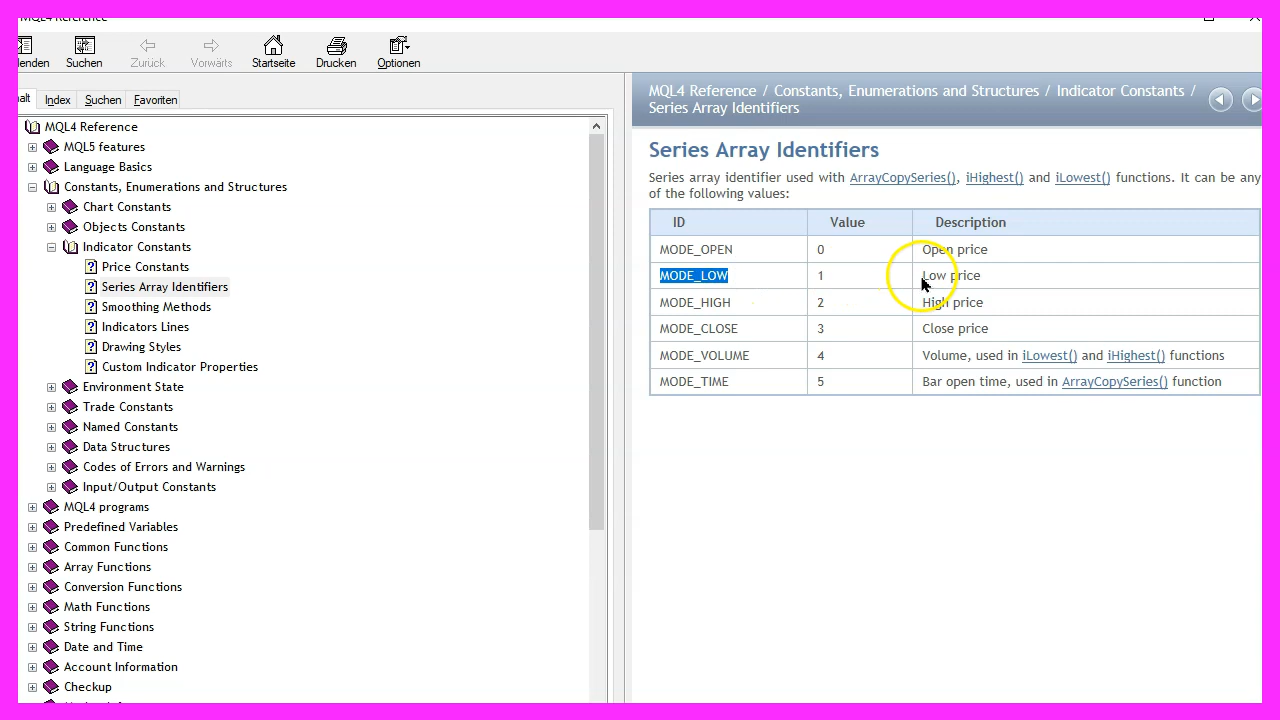 MQL4 Reference
enden
Suchen
Zurück
Vorwärts
Startseite
Drucken
Optionen
alt
Index
Suchen
Favoriten
MQL4 Reference
MQL5 features
Language Basics
Constants, Enumerations and Structures
Chart Constants
Objects Constants
Indicator Constants
Price Constants
Series Array Identifiers
Smoothing Methods
Indicators Lines
Drawing Styles
Custom Indicator Properties
Environment State
Trade Constants
Named Constants
Data Structures
Codes of Errors and Warnings
Input/Output Constants
MQL4 programs
Predefined Variables
Common Functions
Array Functions
Conversion Functions
Math Functions
String Functions
Date and Time
Account Information
Checkup
MQL4 Reference / Constants, Enumerations and Structures / Indicator Constants /
Series Array Identifiers
Series Array Identifiers
Series array identifier used with ArrayCopySeries(), iHighest() and iLowest() functions. It can be any
of the following values:
ID Value Description
MODE_OPEN 0 Open price
MODE_LOW 1 Low price
MODE_HIGH 2 High price
MODE_CLOSE 3 Close price
MODE_VOLUME 4 Volume, used in iLowest() and iHighest() functions
MODE_TIME 5 Bar open time, used in ArrayCopySeries() function